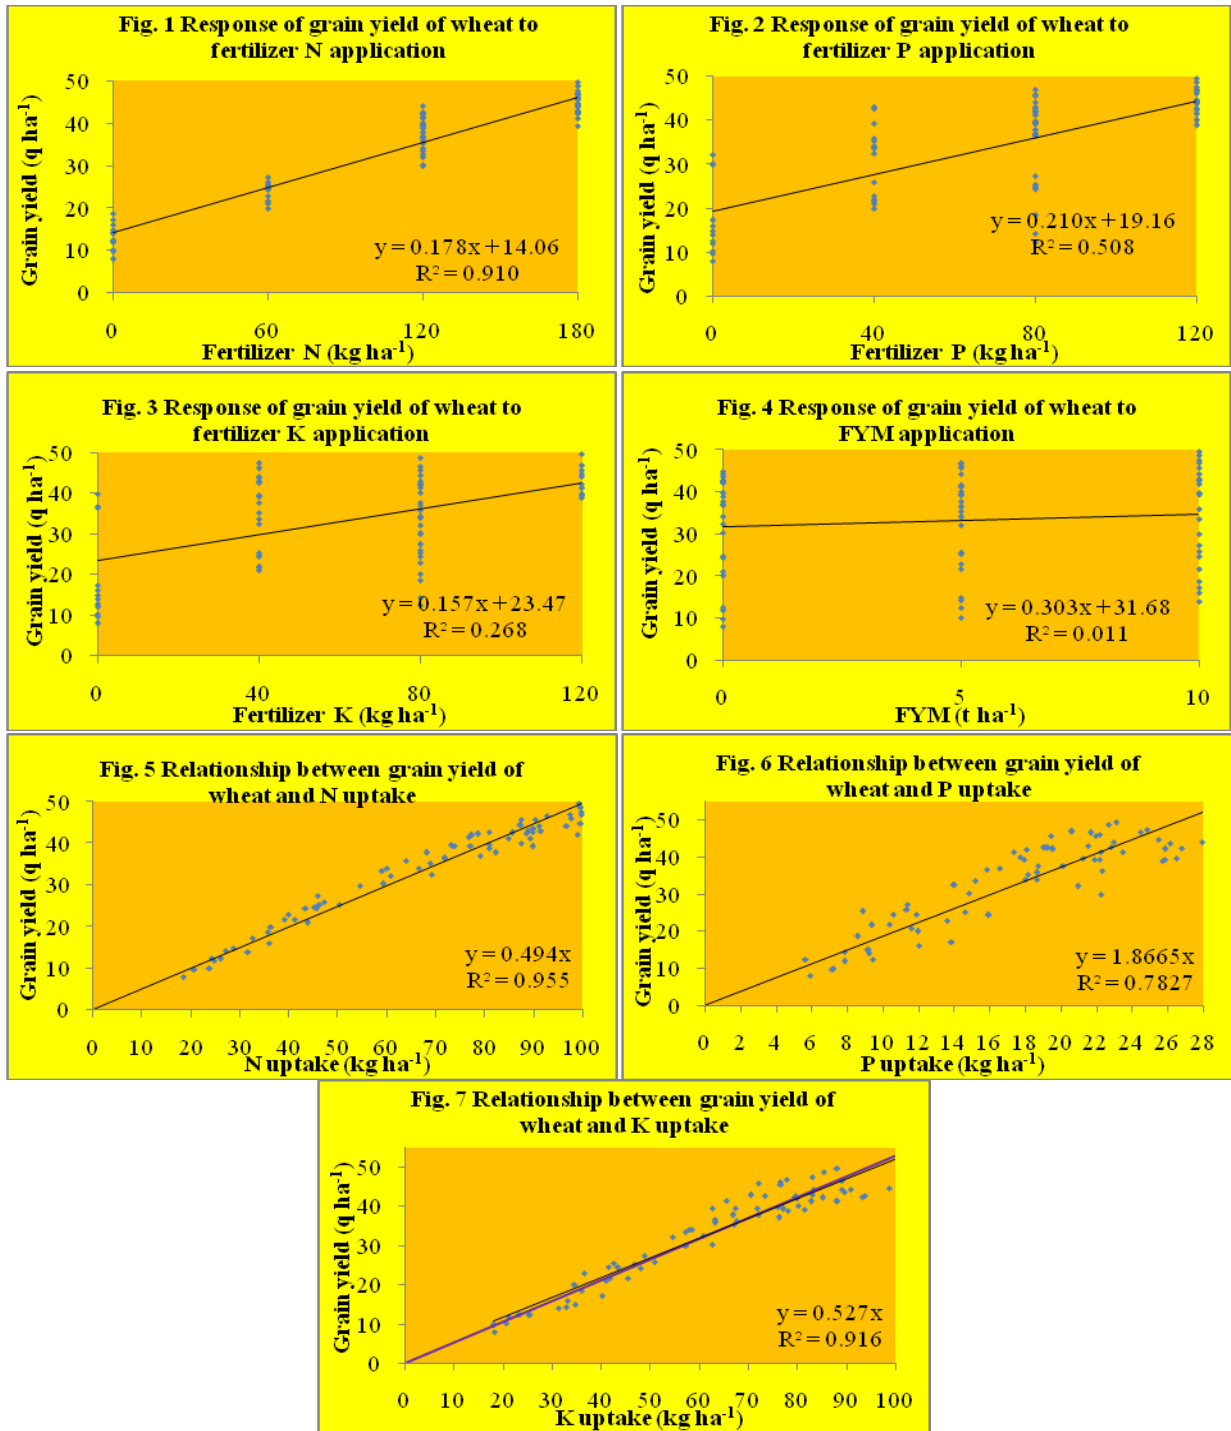 Fig. 1 Response of grain yield of wheat to
fertilizer N application
Grain yield (q ha⁻¹)
50
40
30
20
10
0
y = 0.178x + 14.06
R² = 0.910
0 60 120 180
Fertilizer N (kg ha⁻¹)
Fig. 2 Response of grain yield of wheat to
fertilizer P application
Grain yield (q ha⁻¹)
50
40
30
20
10
0
y = 0.210x + 19.16
R² = 0.508
0 40 80 120
Fertilizer P (kg ha⁻¹)
Fig. 3 Response of grain yield of wheat to
fertilizer K application
Grain yield (q ha⁻¹)
50
40
30
20
10
0
y = 0.157x + 23.47
R² = 0.268
0 40 80 120
Fertilizer K (kg ha⁻¹)
Fig. 4 Response of grain yield of wheat to
FYM application
Grain yield (q ha⁻¹)
50
40
30
20
10
0
y = 0.303x + 31.68
R² = 0.011
0 5 10
FYM (t ha⁻¹)
Fig. 5 Relationship between grain yield of
wheat and N uptake
Grain yield (q ha⁻¹)
50
40
30
20
10
0
y = 0.494x
R² = 0.955
0 10 20 30 40 50 60 70 80 90 100
N uptake (kg ha⁻¹)
Fig. 6 Relationship between grain yield of
wheat and P uptake
Grain yield (q ha⁻¹)
50
40
30
20
10
0
y = 1.8665x
R² = 0.7827
0 2 4 6 8 10 12 14 16 18 20 22 24 26 28
P uptake (kg ha⁻¹)
Fig. 7 Relationship between grain yield of
wheat and K uptake
Grain yield (q ha⁻¹)
50
40
30
20
10
0
y = 0.527x
R² = 0.916
0 10 20 30 40 50 60 70 80 90 100
K uptake (kg ha⁻¹)